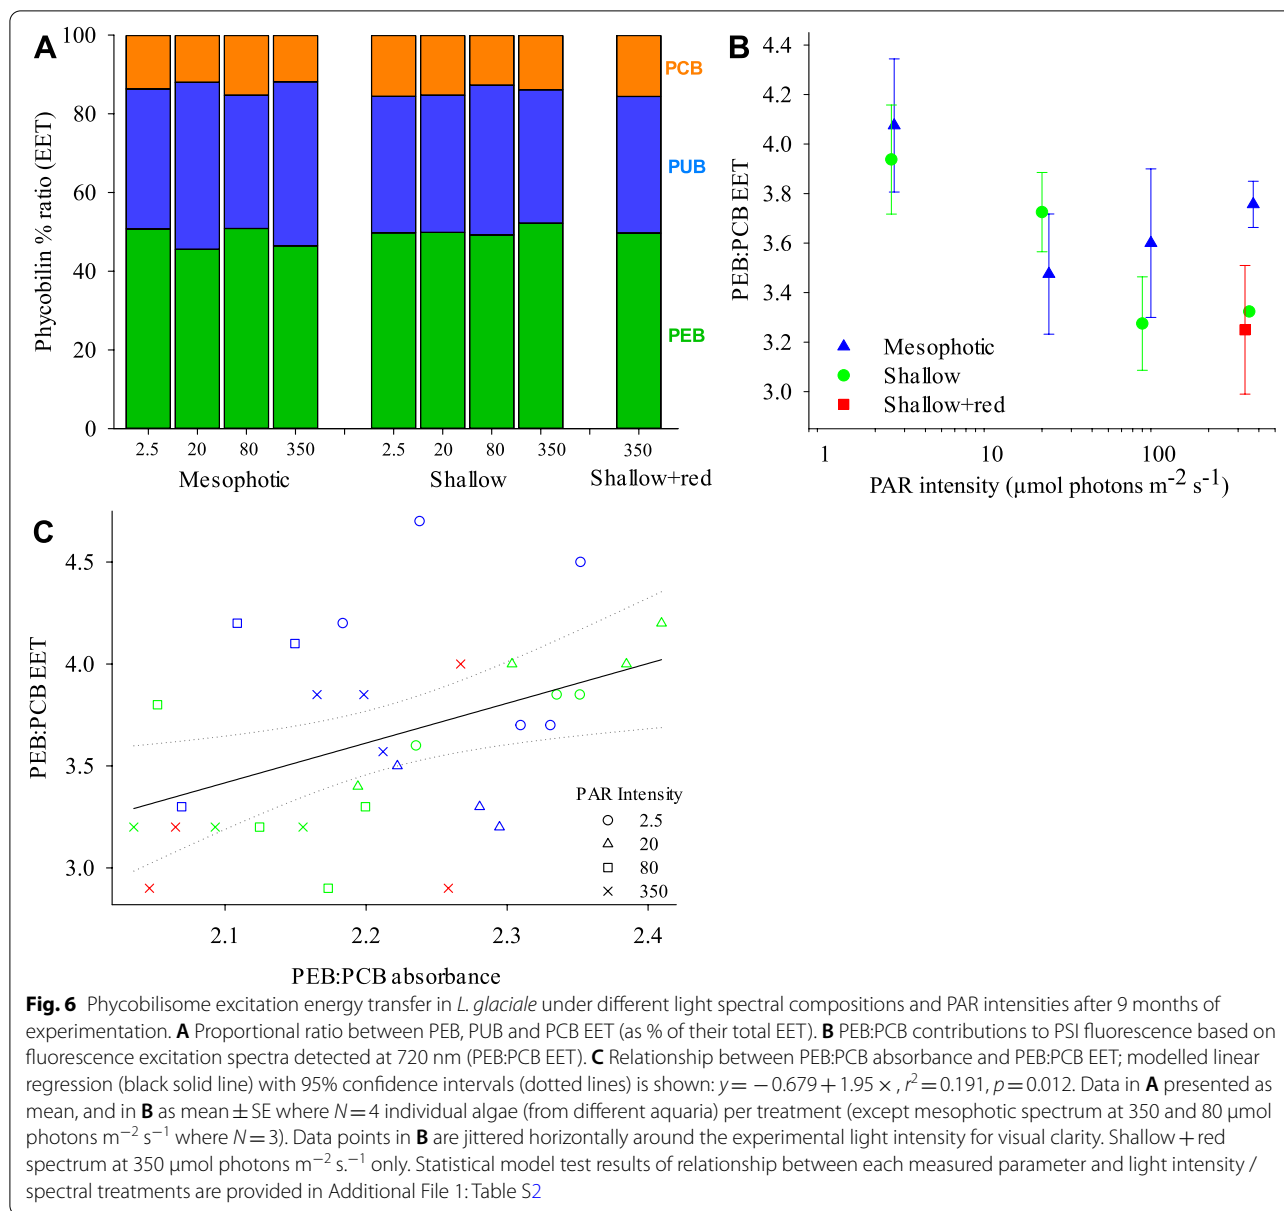 A
100
80
60
40
20
0
Phycobilin % ratio (EET)
PCB
PUB
PEB
2.5 20 80 350 2.5 20 80 350 350
Mesophotic Shallow Shallow+red
B
4.4
4.2
4.0
3.8
3.6
3.4
3.2
3.0
PEB:PCB EET
Mesophotic
Shallow
Shallow+red
1 10 100
PAR intensity (µmol photons m-2 s-1)
C
4.5
4.0
3.5
3.0
PEB:PCB EET
PAR Intensity
2.5
20
80
350
2.1 2.2 2.3 2.4
PEB:PCB absorbance
Fig. 6 Phycobilisome excitation energy transfer in L. glaciale under different light spectral compositions and PAR intensities after 9 months of
experimentation. A Proportional ratio between PEB, PUB and PCB EET (as % of their total EET). B PEB:PCB contributions to PSI fluorescence based on
fluorescence excitation spectra detected at 720 nm (PEB:PCB EET). C Relationship between PEB:PCB absorbance and PEB:PCB EET; modelled linear
regression (black solid line) with 95% confidence intervals (dotted lines) is shown: y = − 0.679 + 1.95 × , r² = 0.191, p = 0.012. Data in A presented as
mean, and in B as mean ± SE where N = 4 individual algae (from different aquaria) per treatment (except mesophotic spectrum at 350 and 80 µmol
photons m⁻² s⁻¹ where N = 3). Data points in B are jittered horizontally around the experimental light intensity for visual clarity. Shallow + red
spectrum at 350 µmol photons m⁻² s.⁻¹ only. Statistical model test results of relationship between each measured parameter and light intensity /
spectral treatments are provided in Additional File 1: Table S2